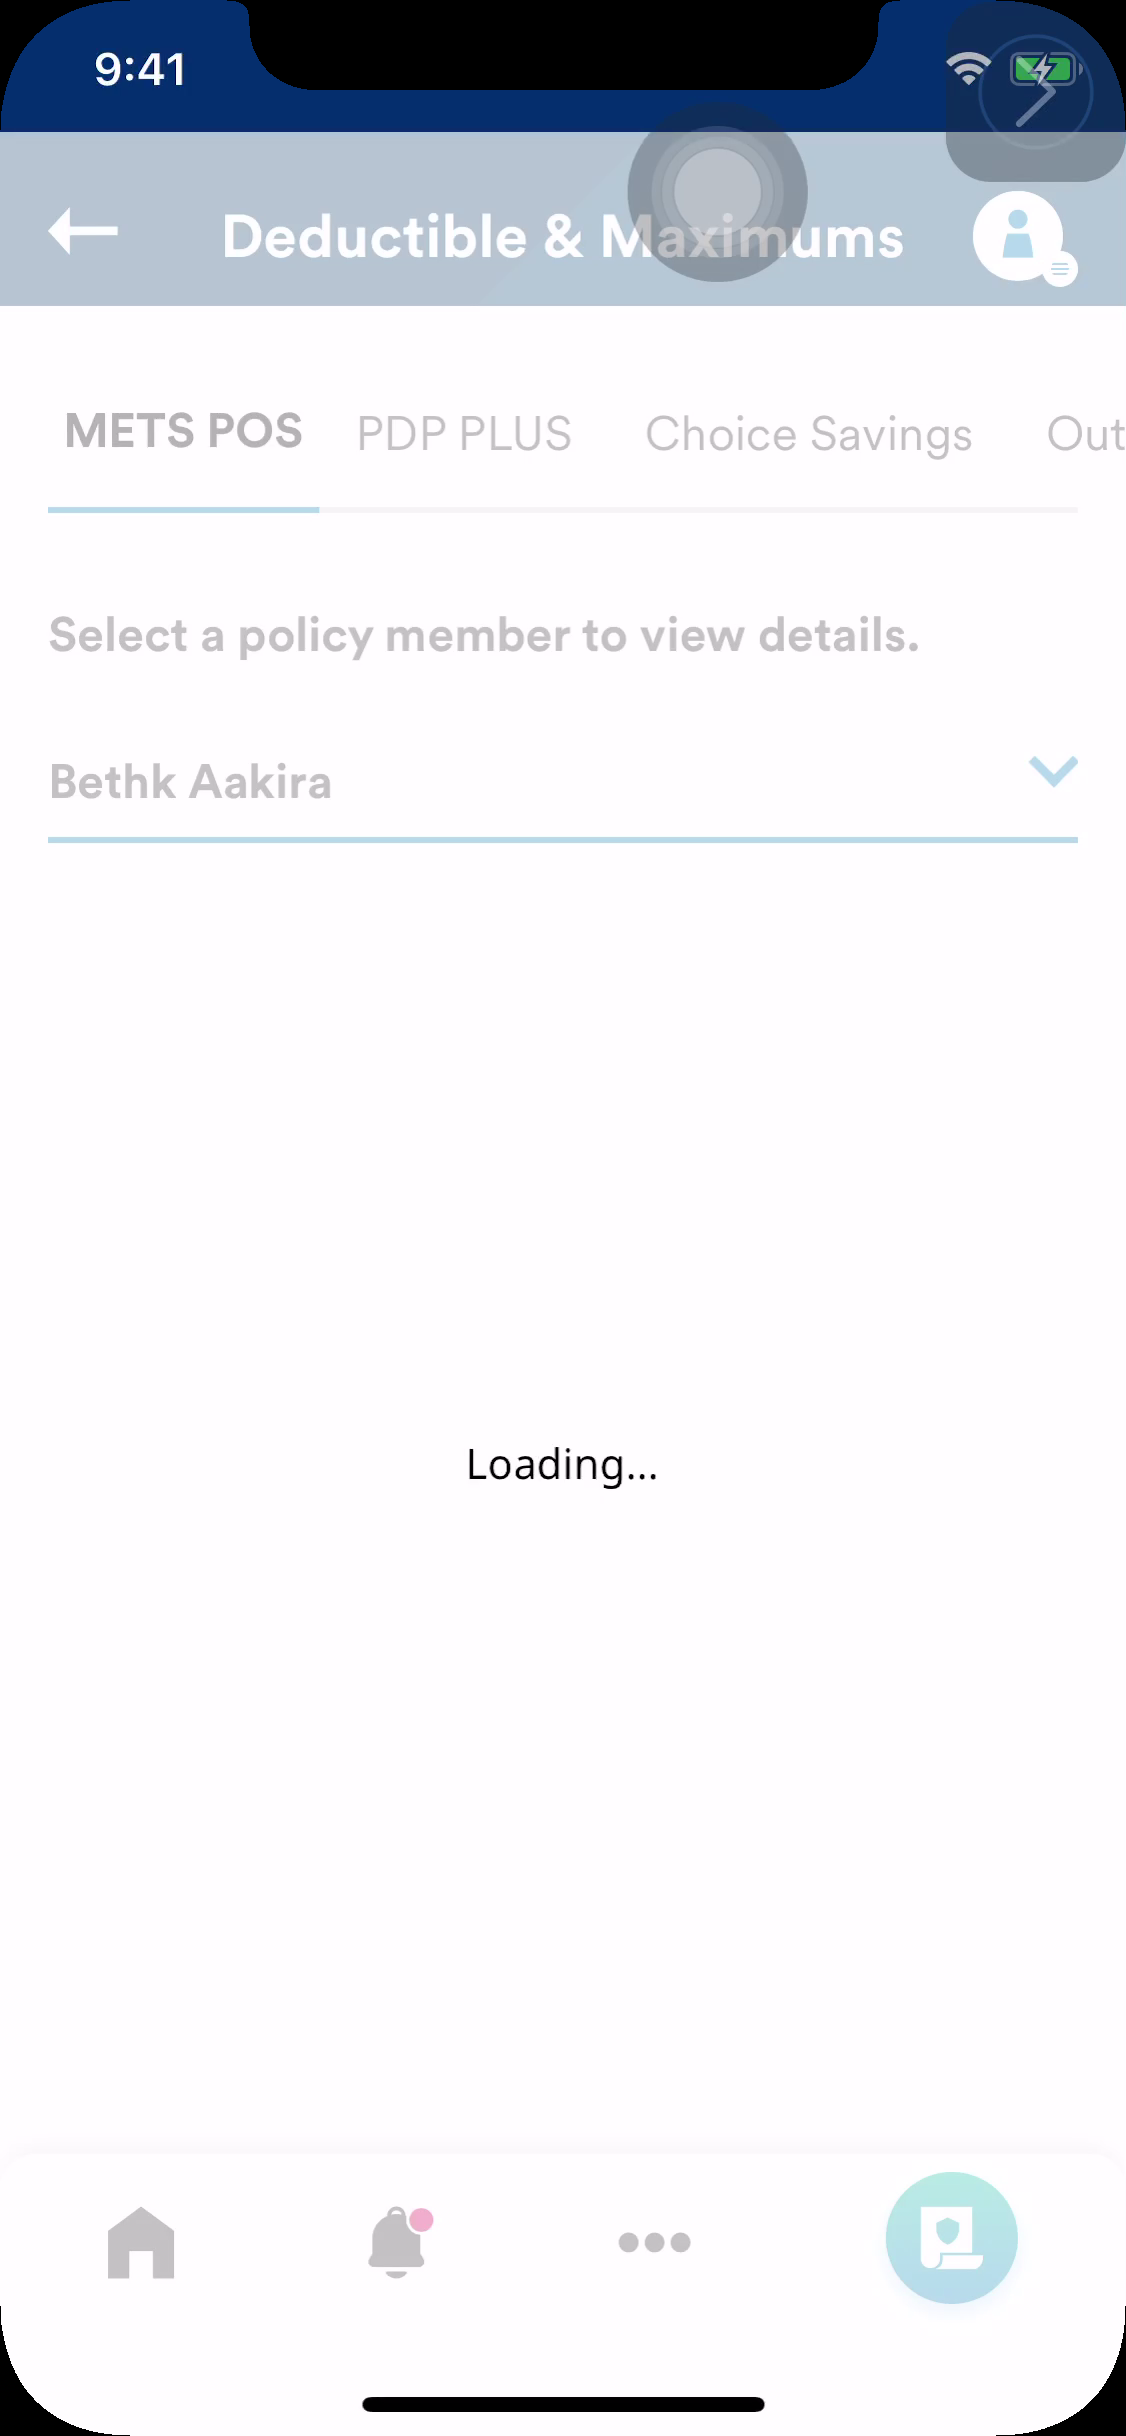 9:41
Deductible & Maximums
METS POS PDP PLUS Choice Savings Out
Select a policy member to view details.
Bethk Aakira
Loading...